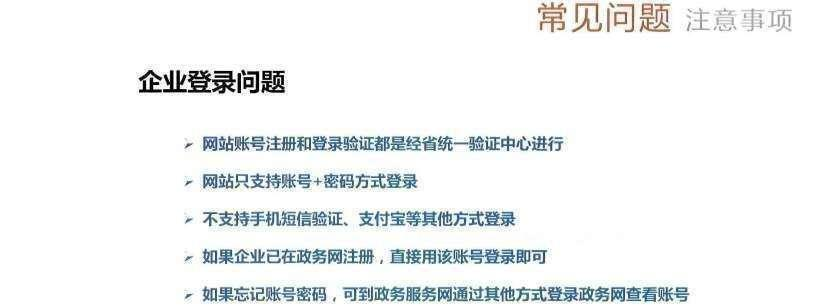 常见问题 注意事项
企业登录问题
➢ 网站账号注册和登录验证都是经省统一验证中心进行
➢ 网站只支持账号+密码方式登录
➢ 不支持手机短信验证、支付宝等其他方式登录
➢ 如果企业已在政务网注册，直接用该账号登录即可
➢ 如果忘记账号密码，可到政务服务网通过其他方式登录政务网查看账号